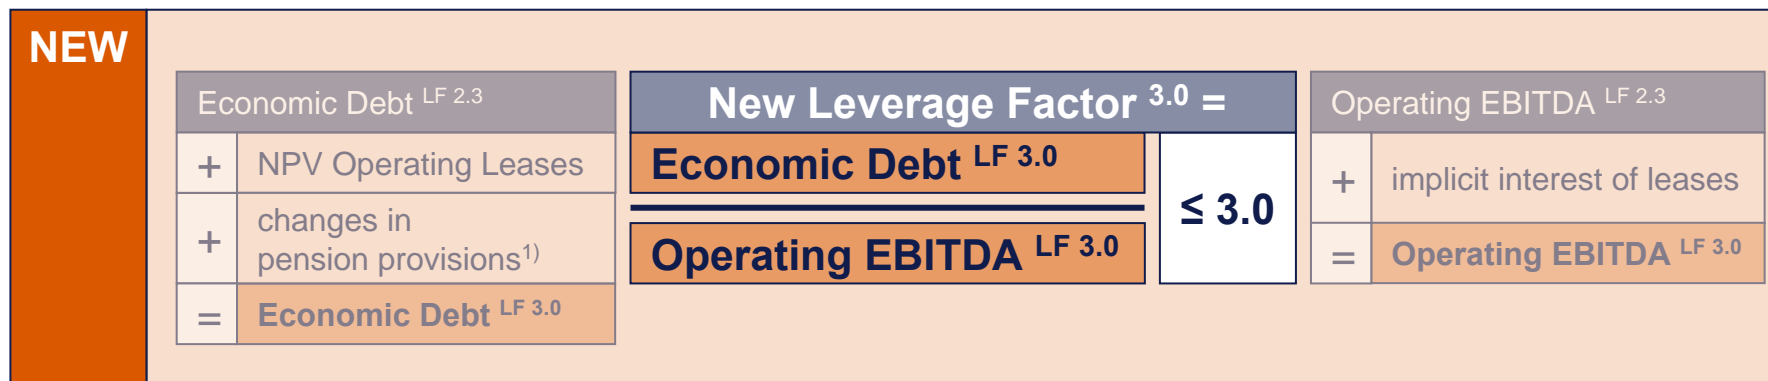 NEW
Economic Debt LF 2.3
+ NPV Operating Leases
+ changes in
pension provisions1)
= Economic Debt LF 3.0
New Leverage Factor 3.0 =
Economic Debt LF 3.0
Operating EBITDA LF 3.0
≤ 3.0
Operating EBITDA LF 2.3
+ implicit interest of leases
= Operating EBITDA LF 3.0